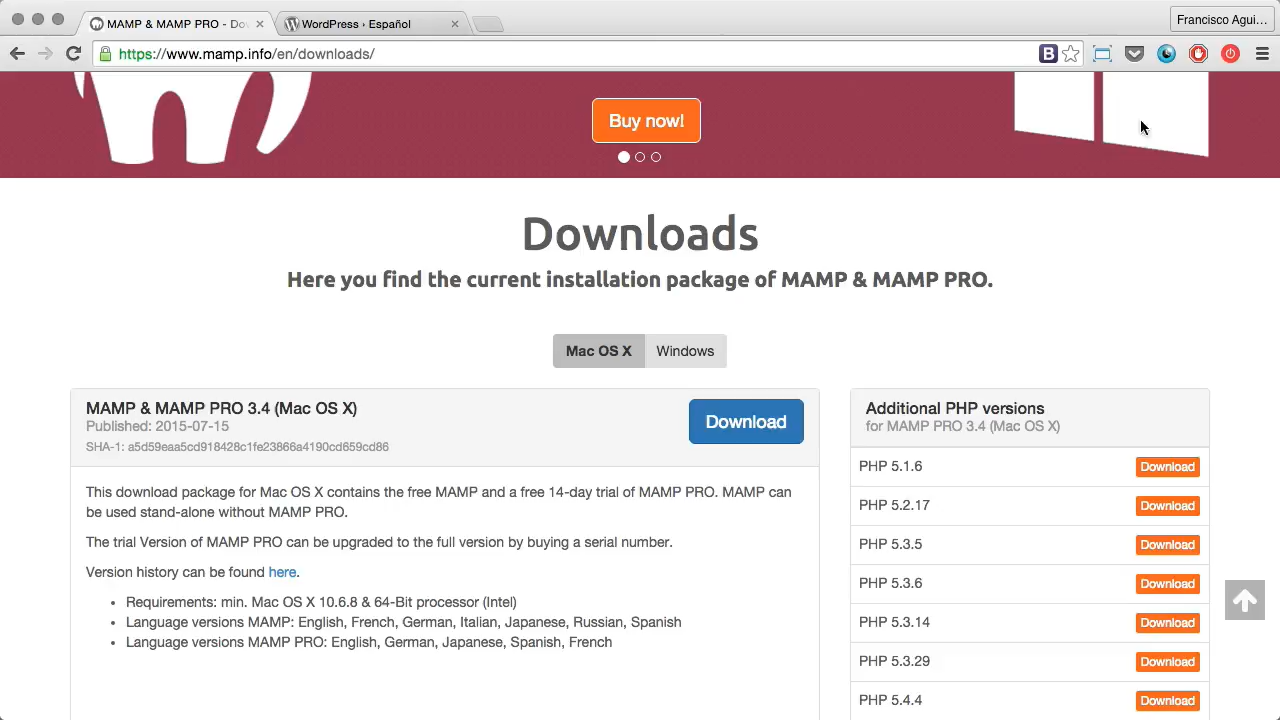 MAMP & MAMP PRO - Dov
WordPress › Español
Francisco Agui...
https://www.mamp.info/en/downloads/
B
Buy now!
Downloads
Here you find the current installation package of MAMP & MAMP PRO.
Mac OS X
Windows
MAMP & MAMP PRO 3.4 (Mac OS X)
Published: 2015-07-15
SHA-1: a5d59eaa5cd918428c1fe23866a4190cd659cd86
Download
This download package for Mac OS X contains the free MAMP and a free 14-day trial of MAMP PRO. MAMP can
be used stand-alone without MAMP PRO.
The trial Version of MAMP PRO can be upgraded to the full version by buying a serial number.
Version history can be found here.
• Requirements: min. Mac OS X 10.6.8 & 64-Bit processor (Intel)
• Language versions MAMP: English, French, German, Italian, Japanese, Russian, Spanish
• Language versions MAMP PRO: English, German, Japanese, Spanish, French
Additional PHP versions
for MAMP PRO 3.4 (Mac OS X)
PHP 5.1.6 Download
PHP 5.2.17 Download
PHP 5.3.5 Download
PHP 5.3.6 Download
PHP 5.3.14 Download
PHP 5.3.29 Download
PHP 5.4.4 Download